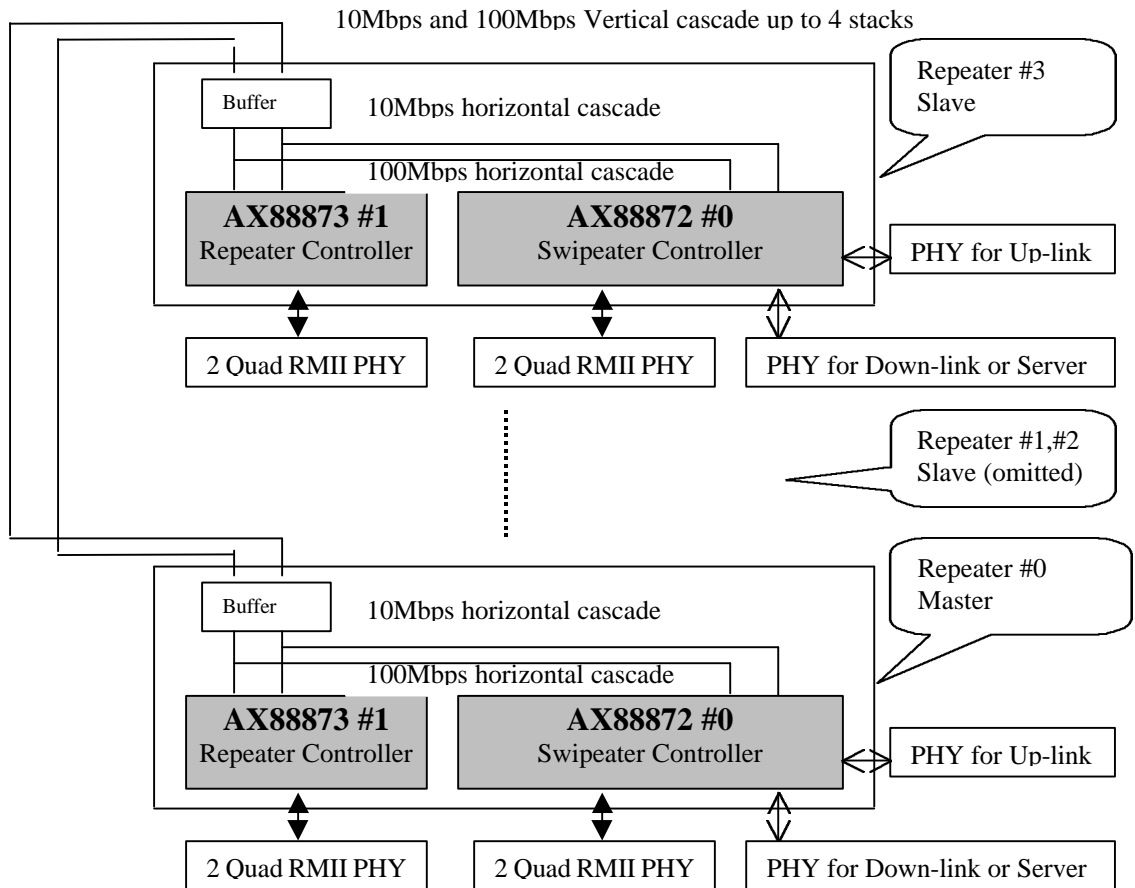 10Mbps and 100Mbps Vertical cascade up to 4 stacks
Repeater #3
Slave
Buffer
10Mbps horizontal cascade
100Mbps horizontal cascade
AX88873 #1
Repeater Controller
AX88872 #0
Swipeater Controller
PHY for Up-link
2 Quad RMII PHY
2 Quad RMII PHY
PHY for Down-link or Server
Repeater #1,#2
Slave (omitted)
Repeater #0
Master
Buffer
10Mbps horizontal cascade
100Mbps horizontal cascade
AX88873 #1
Repeater Controller
AX88872 #0
Swipeater Controller
PHY for Up-link
2 Quad RMII PHY
2 Quad RMII PHY
PHY for Down-link or Server